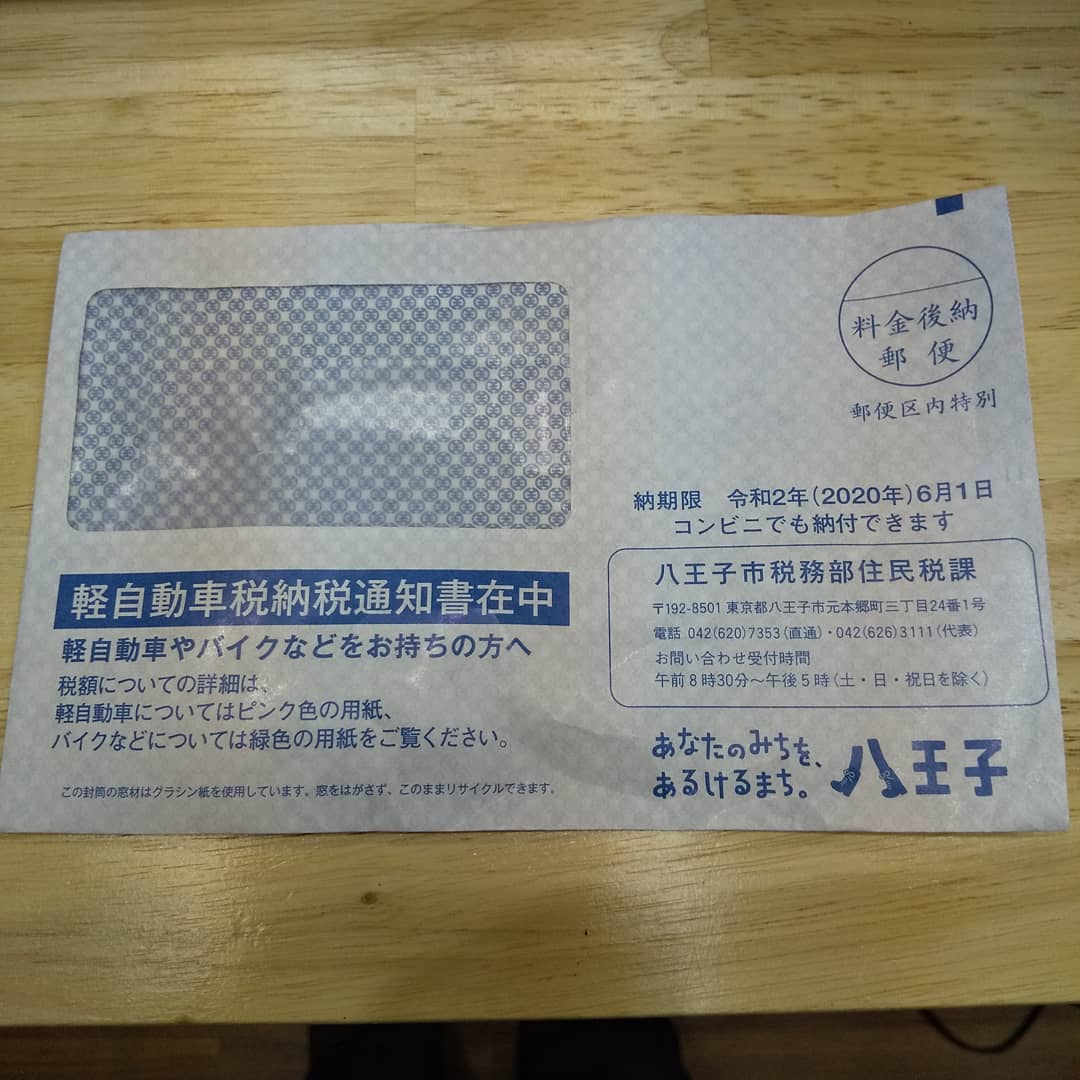 料金後納
郵便
郵便区内特別
納期限 令和2年(2020年)6月1日
コンビニでも納付できます
八王子市税務部住民税課
〒192-8501 東京都八王子市元本郷町三丁目24番1号
電話 042(620)7353(直通)・042(626)3111(代表)
お問い合わせ受付時間
午前8時30分～午後5時(土・日・祝日を除く)
あなたのみちを、
あるけるまち。
八王子
軽自動車税納税通知書在中
軽自動車やバイクなどをお持ちの方へ
税額についての詳細は、
軽自動車についてはピンク色の用紙、
バイクなどについては緑色の用紙をご覧ください。
この封筒の窓材はグラシン紙を使用しています。窓をはがさず、このままリサイクルできます。